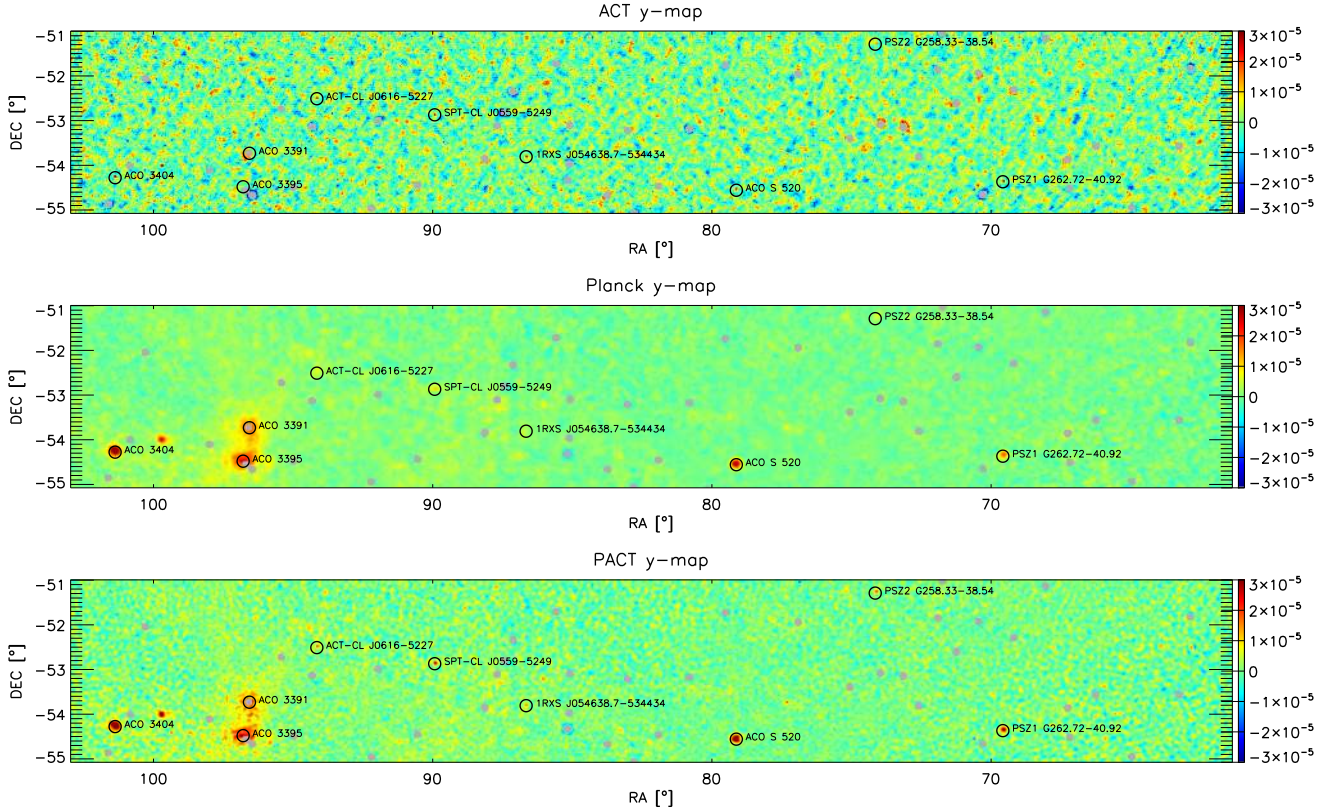 ACT y-map
-51
PSZ2 G258.33-38.54
3×10⁻⁵
-52
ACT-CL J0616-5227
2×10⁻⁵
SPT-CL J0559-5249
1×10⁻⁵
-53
0
DEC [°]
ACO 3391
1RXS J054638.7-534434
-1×10⁻⁵
-54
ACO 3404
ACO 3395
ACO S 520
PSZ1 G262.72-40.92
-2×10⁻⁵
-55
-3×10⁻⁵
100
90
80
70
RA [°]
Planck y-map
-51
PSZ2 G258.33-38.54
3×10⁻⁵
-52
ACT-CL J0616-5227
2×10⁻⁵
SPT-CL J0559-5249
1×10⁻⁵
-53
0
DEC [°]
ACO 3391
1RXS J054638.7-534434
-1×10⁻⁵
-54
ACO 3404
ACO 3395
ACO S 520
PSZ1 G262.72-40.92
-2×10⁻⁵
-55
-3×10⁻⁵
100
90
80
70
RA [°]
PACT y-map
-51
PSZ2 G258.33-38.54
3×10⁻⁵
-52
ACT-CL J0616-5227
2×10⁻⁵
SPT-CL J0559-5249
1×10⁻⁵
-53
0
DEC [°]
ACO 3391
1RXS J054638.7-534434
-1×10⁻⁵
-54
ACO 3404
ACO 3395
ACO S 520
PSZ1 G262.72-40.92
-2×10⁻⁵
-55
-3×10⁻⁵
100
90
80
70
RA [°]